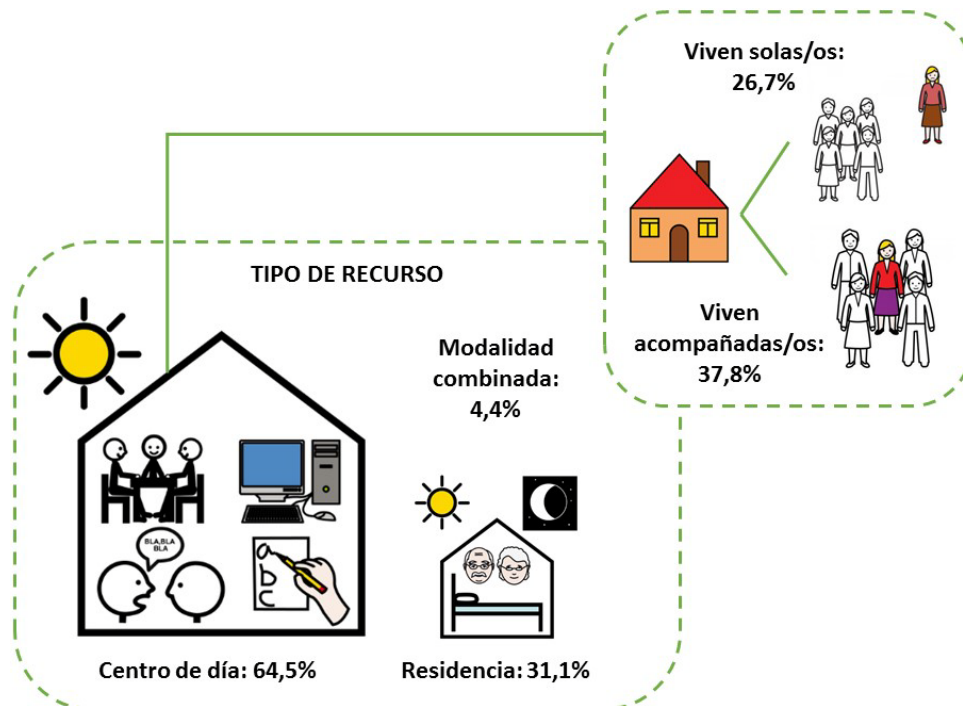 Viven solas/os:
26,7%
TIPO DE RECURSO
Viven
acompañadas/os:
37,8%
Modalidad
combinada:
4,4%
BLA,BLA
BLA
a
b
c
Centro de día: 64,5%
Residencia: 31,1%